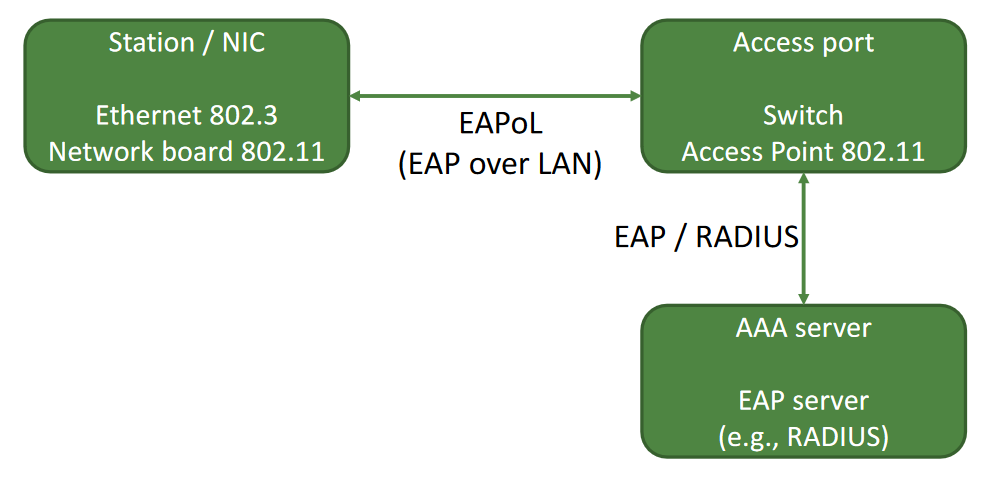 Station / NIC
Ethernet 802.3
Network board 802.11
EAPoL
(EAP over LAN)
Access port
Switch
Access Point 802.11
EAP / RADIUS
AAA server
EAP server
(e.g., RADIUS)